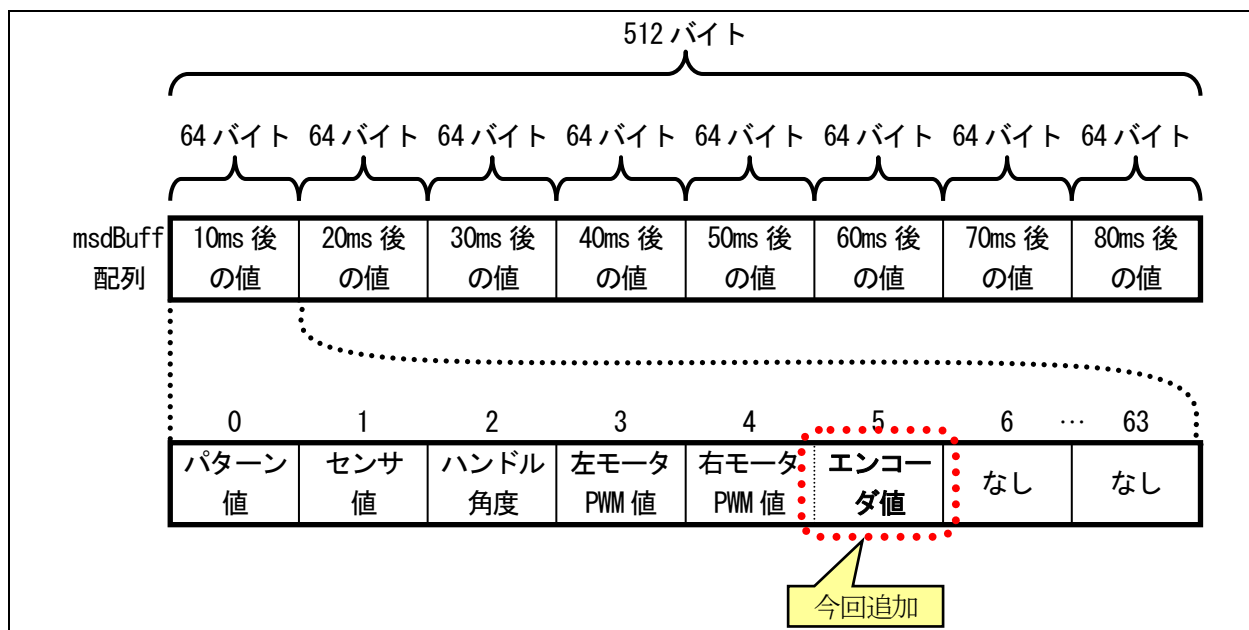 512 バイト
64 バイト 64 バイト 64 バイト 64 バイト 64 バイト 64 バイト 64 バイト 64 バイト
msdBuff 10ms 後 20ms 後 30ms 後 40ms 後 50ms 後 60ms 後 70ms 後 80ms 後
配列 の値 の値 の値 の値 の値 の値 の値 の値
0 1 2 3 4 5 6 … 63
パターン センサ ハンドル 左モータ 右モータ エンコー なし なし
値 値 角度 PWM 値 PWM 値 ダ値
今回追加